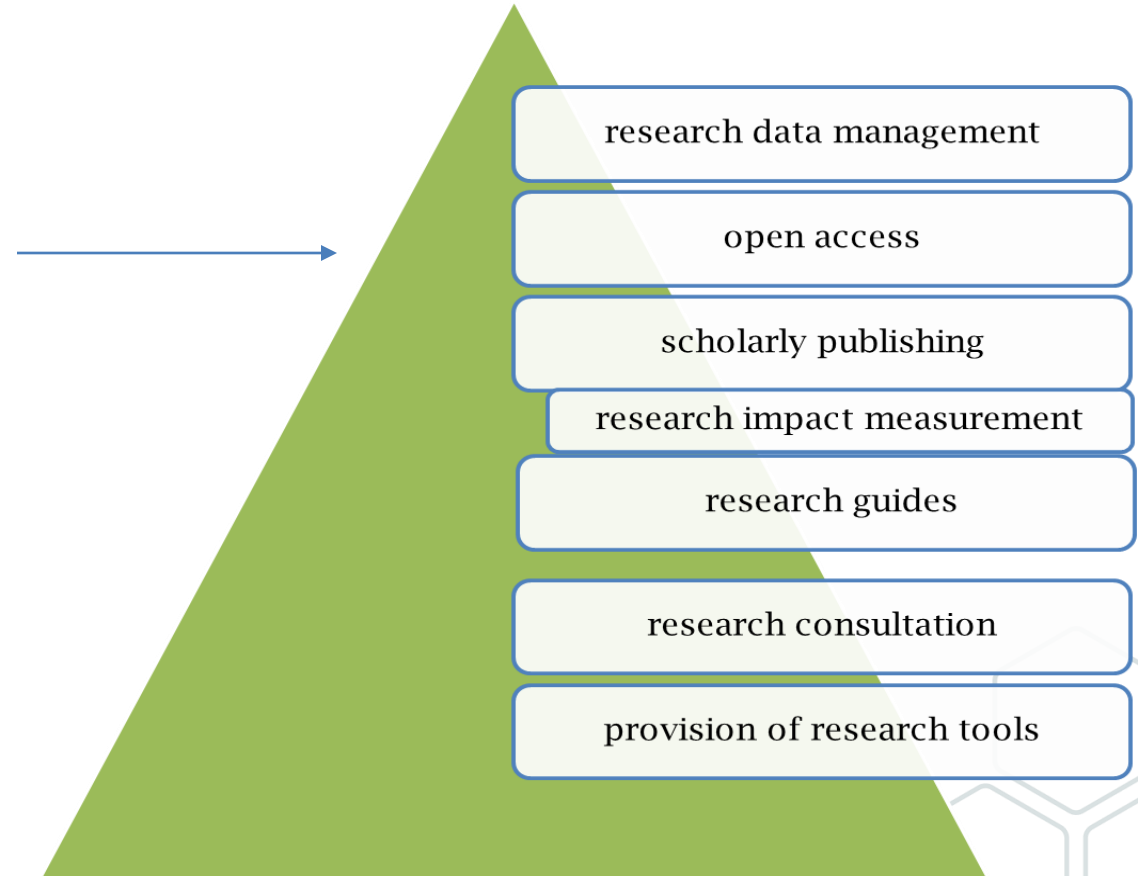 research data management
open access
scholarly publishing
research impact measurement
research guides
research consultation
provision of research tools